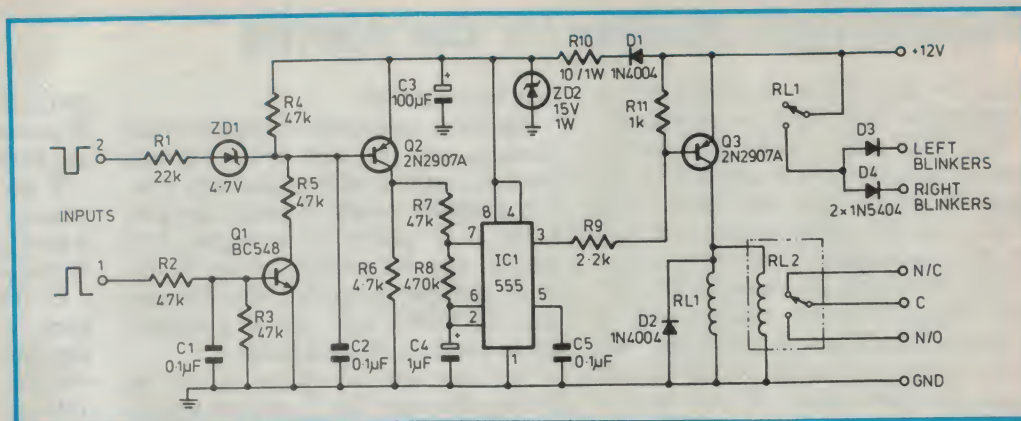 R10
10/1W
D1
1N4004
+12V
C3
100µF
+
ZD2
15V
1W
R11
1k
RL1
R4
47k
Q2
2N2907A
Q3
2N2907A
D3
LEFT
BLINKERS
D4
RIGHT
BLINKERS
2×1N5404
2
R1
22k
ZD1
4·7V
R5
47k
INPUTS
Q1
BC548
R7
47k
8
4
7
3
R9
2·2k
IC1
555
R6
4·7k
R8
470k
6
2
5
RL2
N/C
C
N/O
1
R2
47k
R3
47k
RL1
D2
1N4004
C1
0·1µF
C2
0·1µF
C4
1µF
+
C5
0·1µF
1
GND